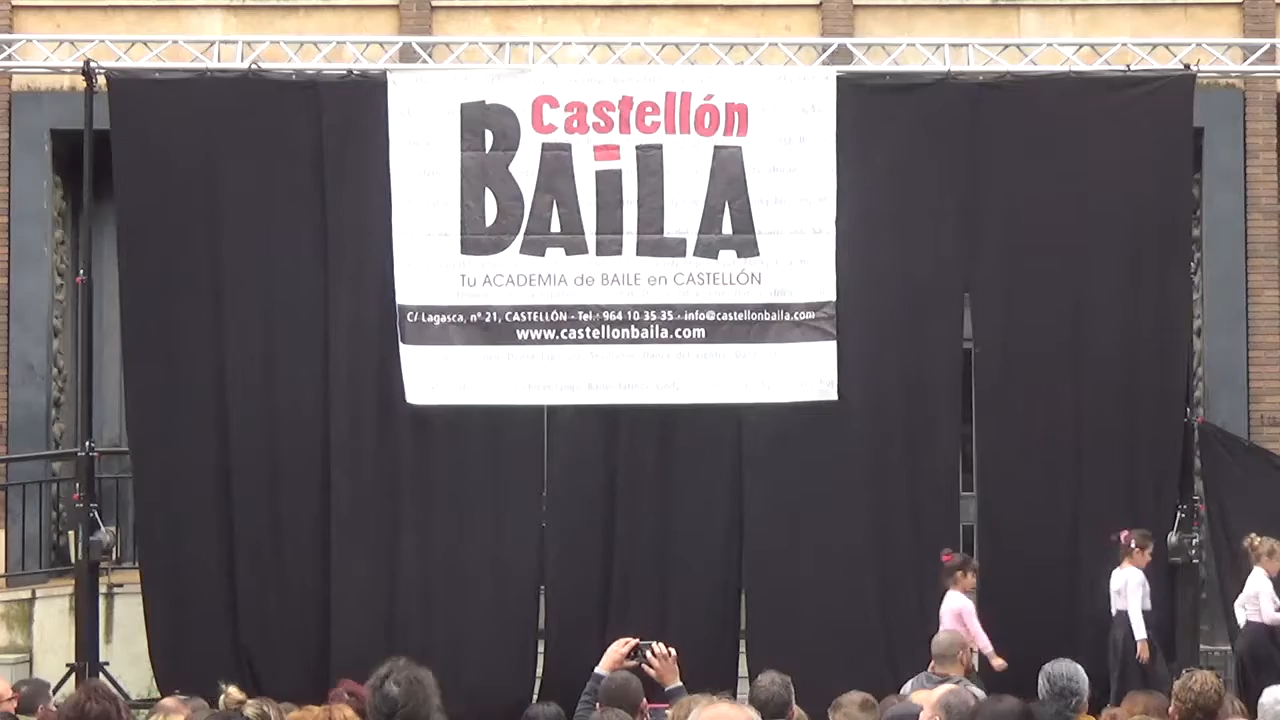 Castellón
BAiLA
Tu ACADEMIA de BAILE en CASTELLÓN
C/ Lagasca, nº 21, CASTELLÓN - Tel.: 964 10 35 35 - info@castellonbaila.com
www.castellonbaila.com